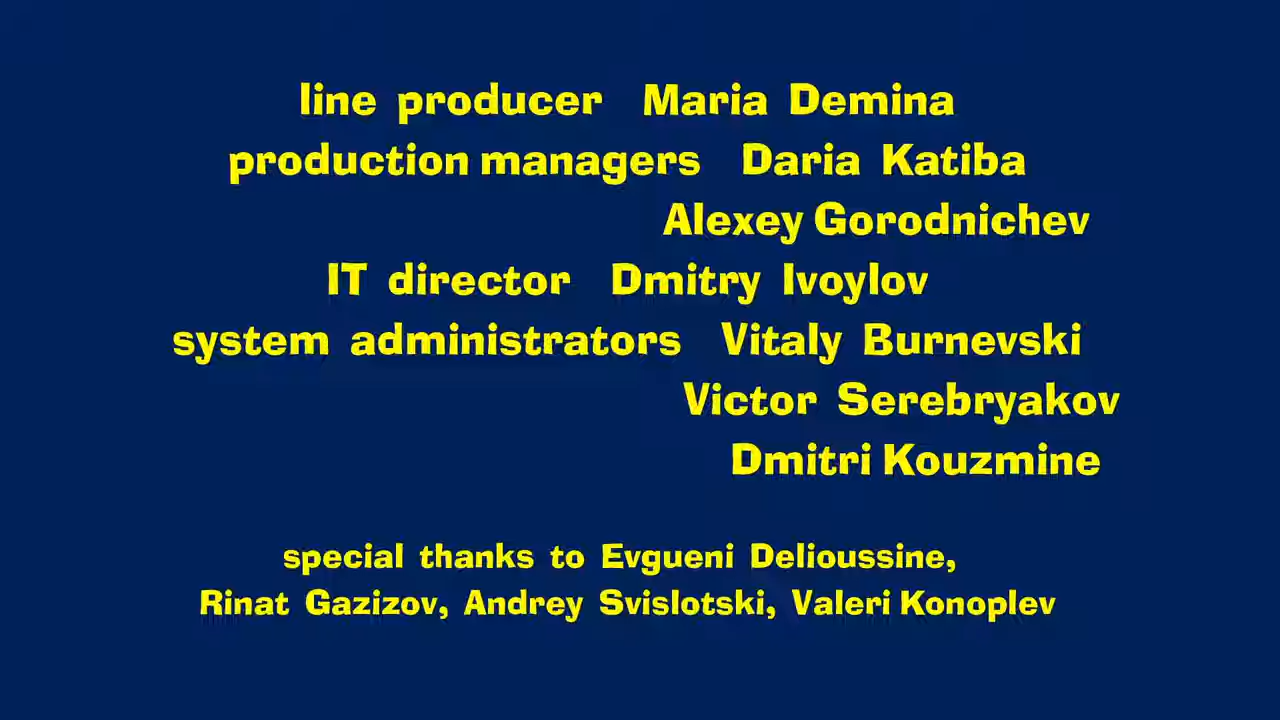 line producer Maria Demina
production managers Daria Katiba
Alexey Gorodnichev
IT director Dmitry Ivoylov
system administrators Vitaly Burnevski
Victor Serebryakov
Dmitri Kouzmine
special thanks to Evgueni Delioussine,
Rinat Gazizov, Andrey Svislotski, Valeri Konoplev